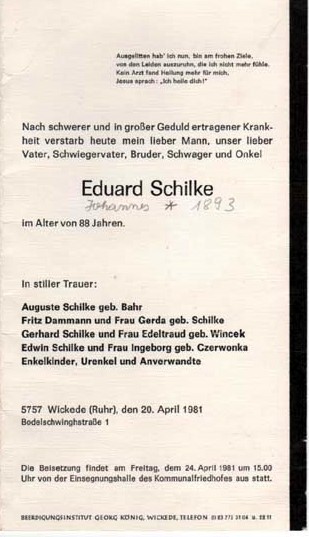 Ausgelitten hab' ich nun, bin am frohen Ziele,
von den Leiden auszuruhn, die ich nicht mehr fühle.
Kein Arzt fand Heilung mehr für mich,
Jesus sprach: „Ich heile dich!"
Nach schwerer und in großer Geduld ertragener Krank-
heit verstarb heute mein lieber Mann, unser lieber
Vater, Schwiegervater, Bruder, Schwager und Onkel
Eduard Schilke
Johannes * 1893
im Alter von 88 Jahren.
In stiller Trauer:
Auguste Schilke geb. Bahr
Fritz Dammann und Frau Gerda geb. Schilke
Gerhard Schilke und Frau Edeltraud geb. Wincek
Edwin Schilke und Frau Ingeborg geb. Czerwonka
Enkelkinder, Urenkel und Anverwandte
5757 Wickede (Ruhr), den 20. April 1981
Bodelschwinghstraße 1
Die Beisetzung findet am Freitag, dem 24. April 1981 um 15.00
Uhr von der Einsegnungshalle des Kommunalfriedhofes aus statt.
BEERDIGUNGSINSTITUT GEORG KÖNIG, WICKEDE, TELEFON